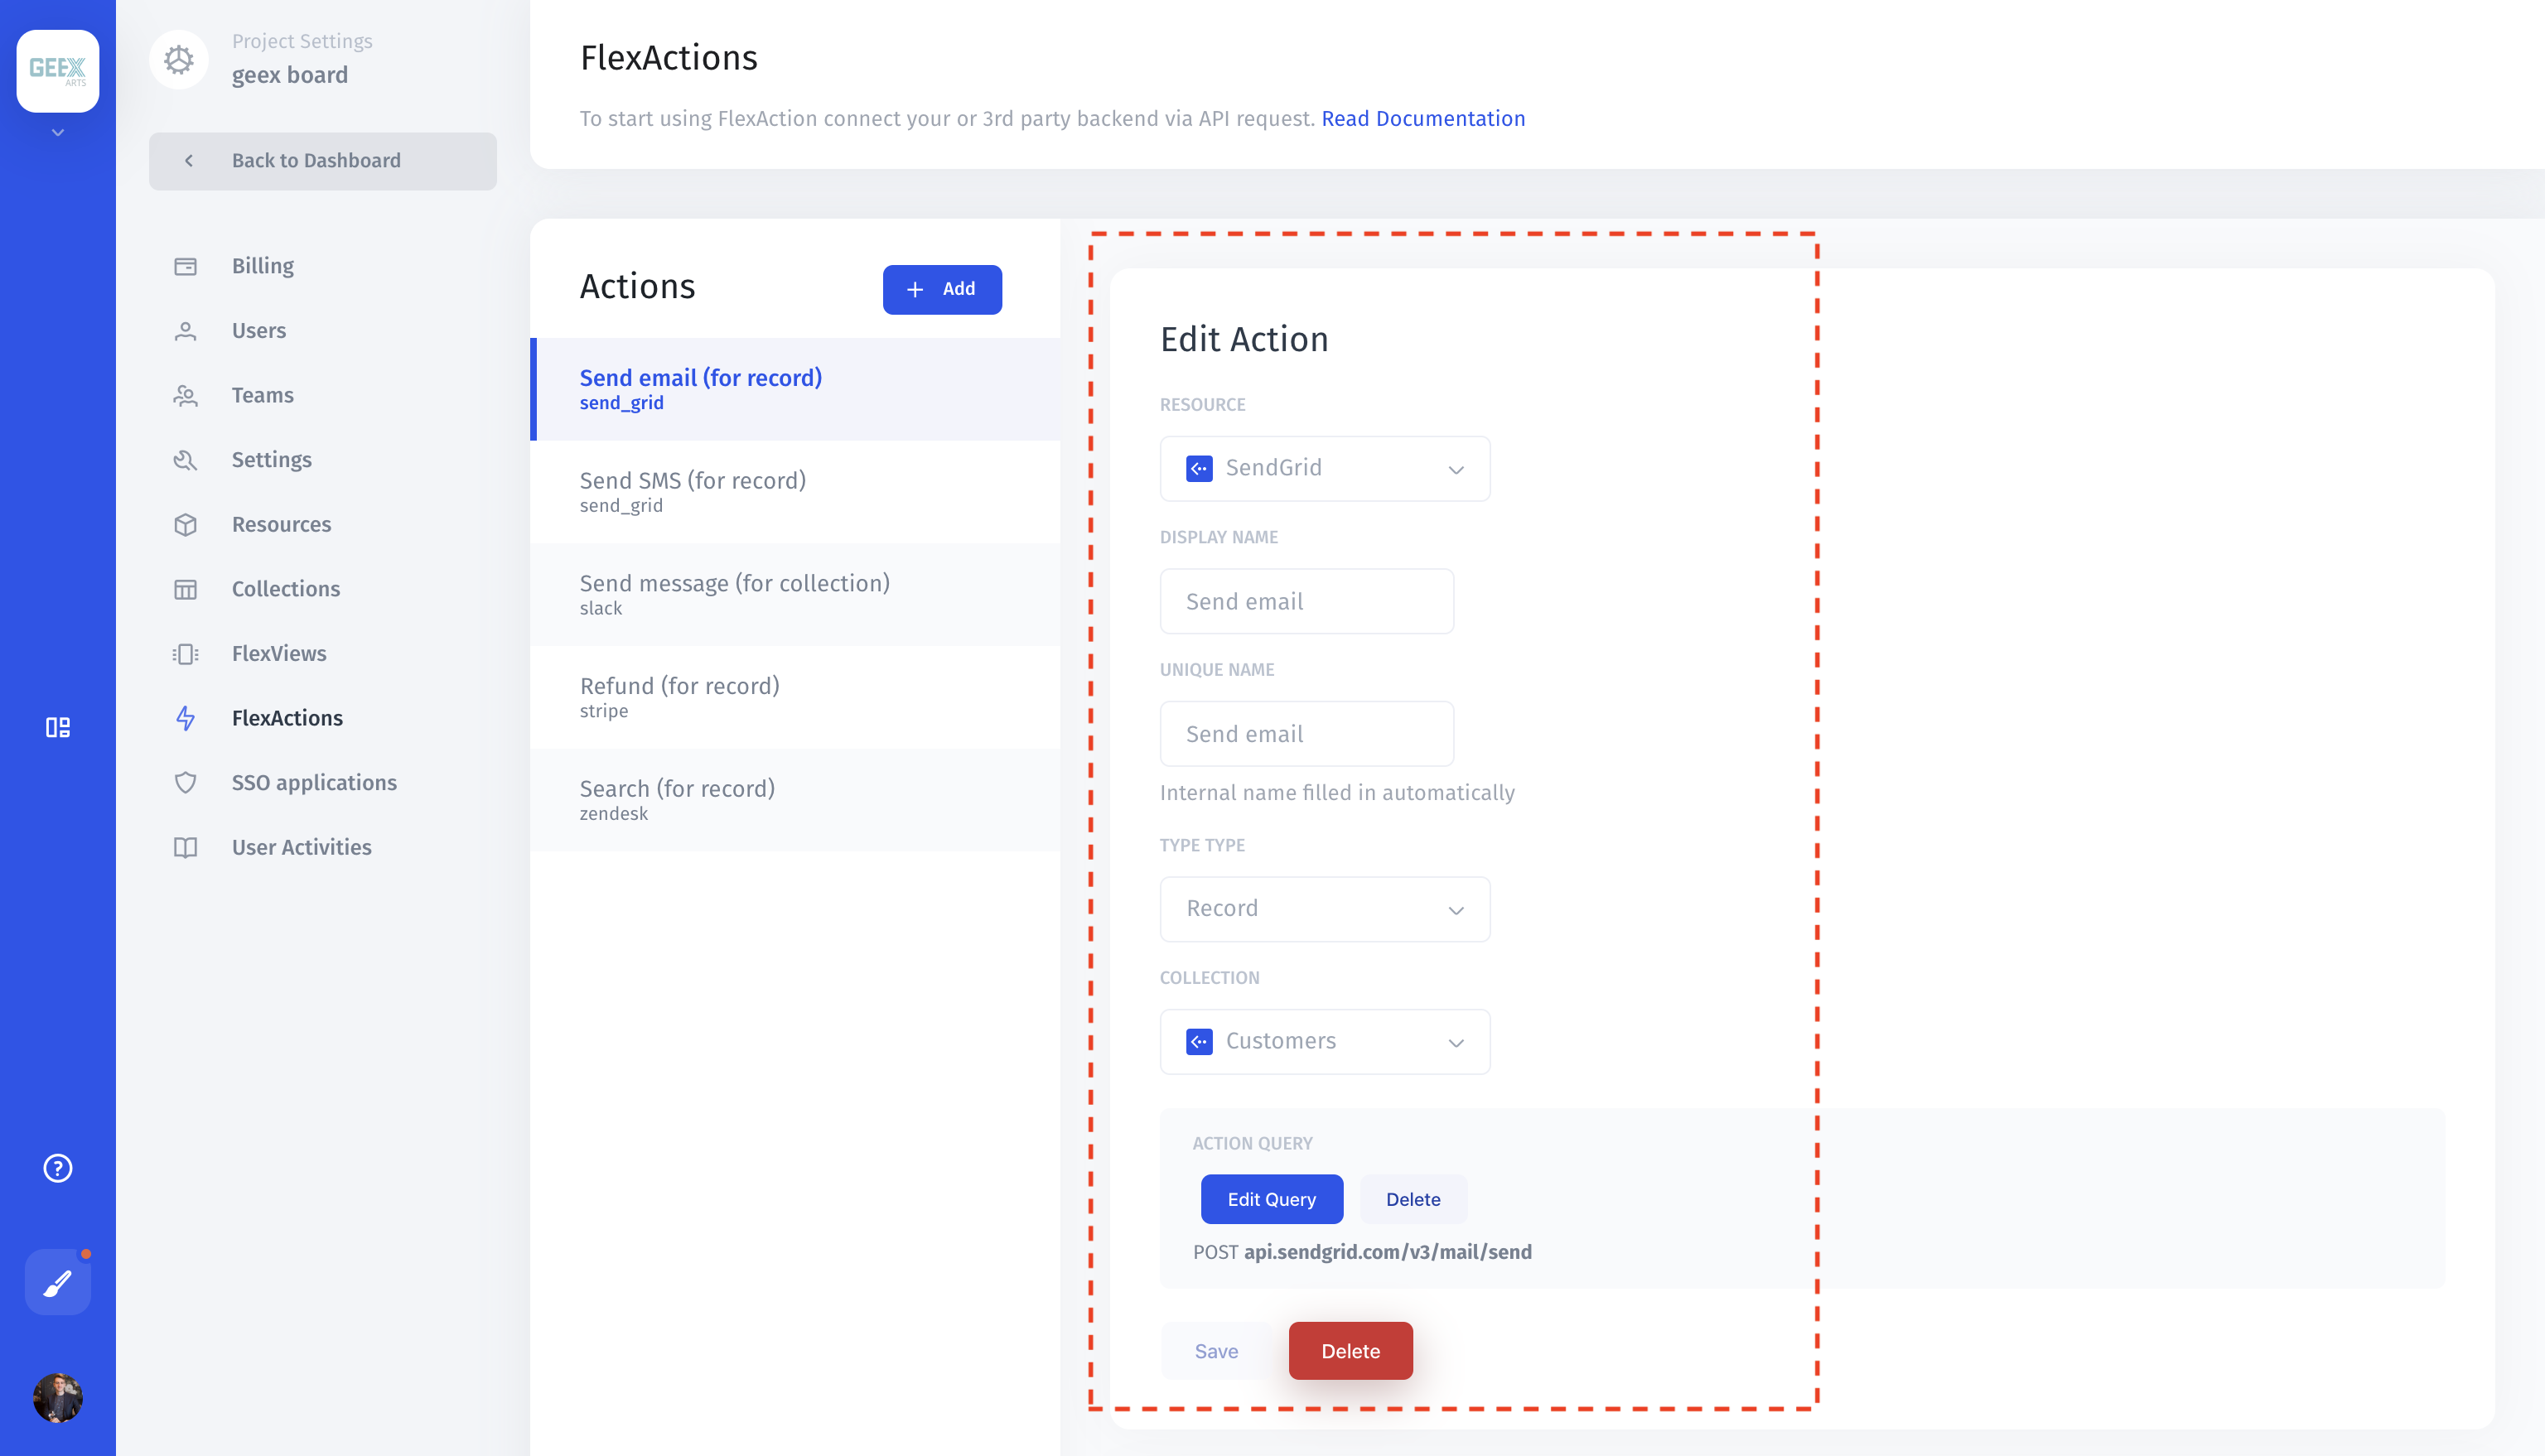 GEEX
ARTS
Project Settings
geex board
Back to Dashboard
Billing
Users
Teams
Settings
Resources
Collections
FlexViews
FlexActions
SSO applications
User Activities
FlexActions
To start using FlexAction connect your or 3rd party backend via API request. Read Documentation
Actions
+ Add
Send email (for record)
send_grid
Send SMS (for record)
send_grid
Send message (for collection)
slack
Refund (for record)
stripe
Search (for record)
zendesk
Edit Action
RESOURCE
SendGrid
DISPLAY NAME
Send email
UNIQUE NAME
Send email
Internal name filled in automatically
TYPE TYPE
Record
COLLECTION
Customers
ACTION QUERY
Edit Query Delete
POST api.sendgrid.com/v3/mail/send
Save Delete